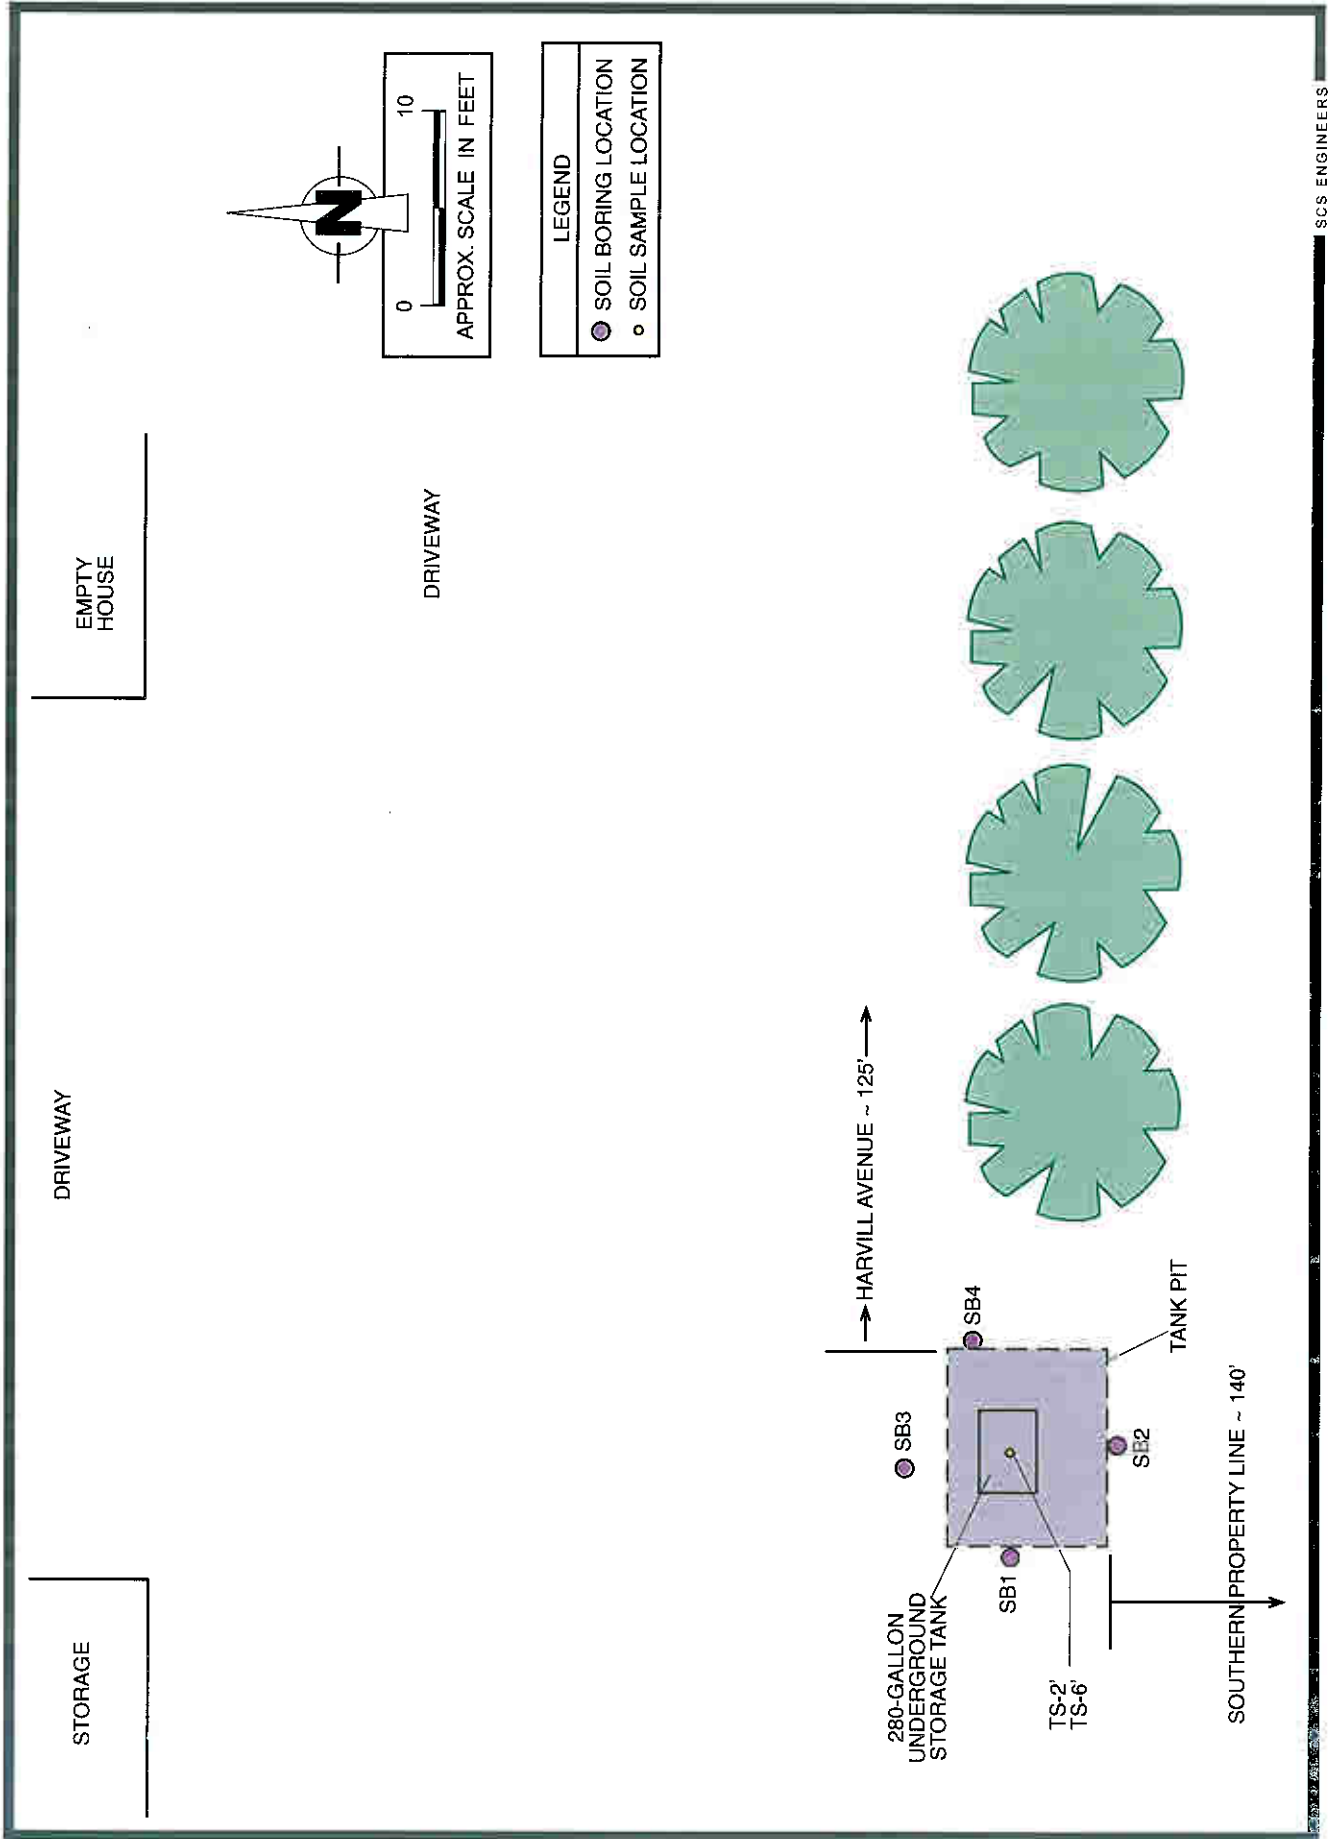 STORAGE
DRIVEWAY
EMPTY
HOUSE
DRIVEWAY
N
0 10
APPROX. SCALE IN FEET
LEGEND
SOIL BORING LOCATION
SOIL SAMPLE LOCATION
HARVILL AVENUE ~ 125'
280-GALLON
UNDERGROUND
STORAGE TANK
SB3
SB4
SB1
SB2
TS-2'
TS-6'
TANK PIT
SOUTHERN PROPERTY LINE ~ 140'
SCS ENGINEERS